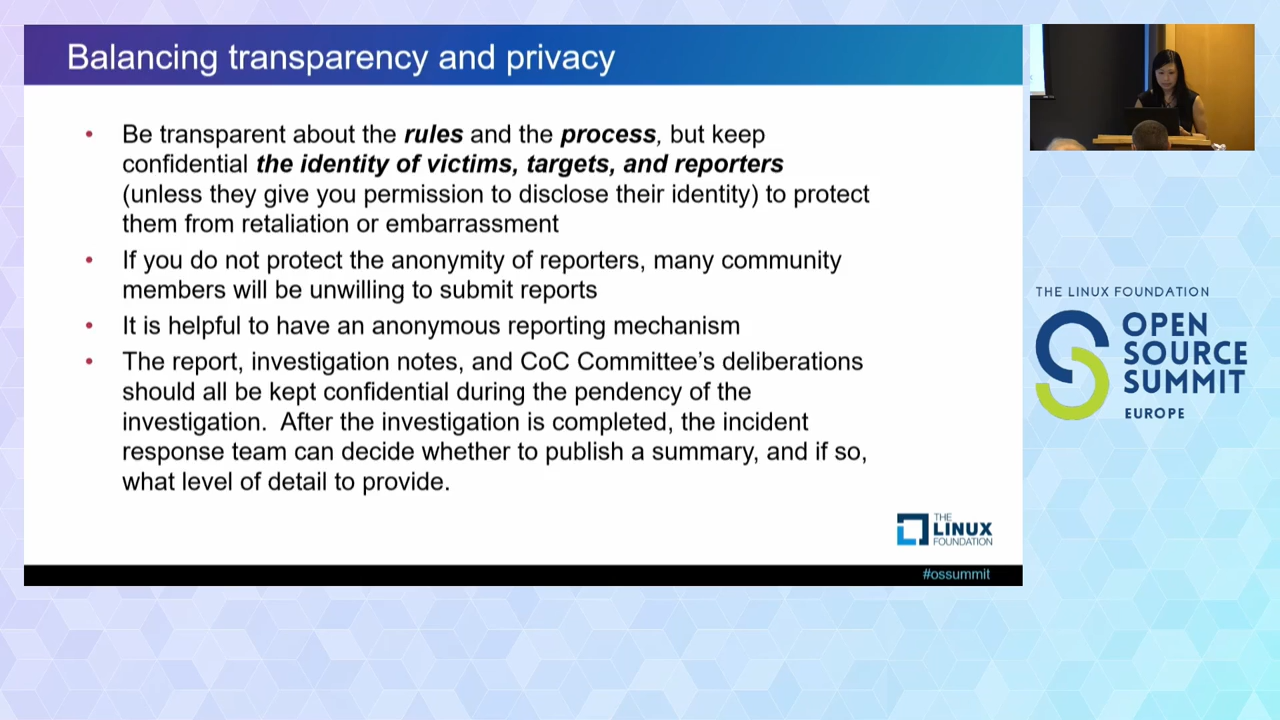 Balancing transparency and privacy
• Be transparent about the rules and the process, but keep
confidential the identity of victims, targets, and reporters
(unless they give you permission to disclose their identity) to protect
them from retaliation or embarrassment
• If you do not protect the anonymity of reporters, many community
members will be unwilling to submit reports
• It is helpful to have an anonymous reporting mechanism
• The report, investigation notes, and CoC Committee’s deliberations
should all be kept confidential during the pendency of the
investigation.  After the investigation is completed, the incident
response team can decide whether to publish a summary, and if so,
what level of detail to provide.
THE
LINUX
FOUNDATION
#ossummit
THE LINUX FOUNDATION
OPEN
SOURCE
SUMMIT
EUROPE